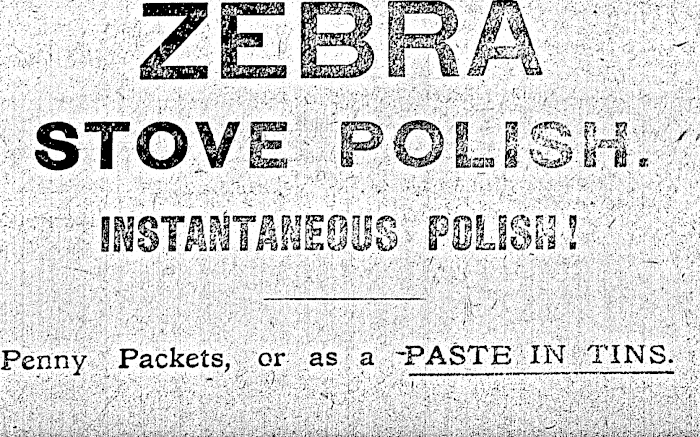 ZEBRA
STOVE POLISH.
INSTANTANEOUS POLISH!
Penny Packets, or as a PASTE IN TINS.